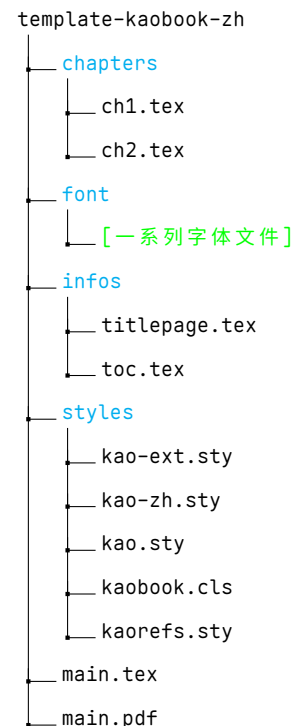 template-kaobook-zh
chapters
ch1.tex
ch2.tex
font
[一系列字体文件]
infos
titlepage.tex
toc.tex
styles
kao-ext.sty
kao-zh.sty
kao.sty
kaobook.cls
kaorefs.sty
main.tex
main.pdf